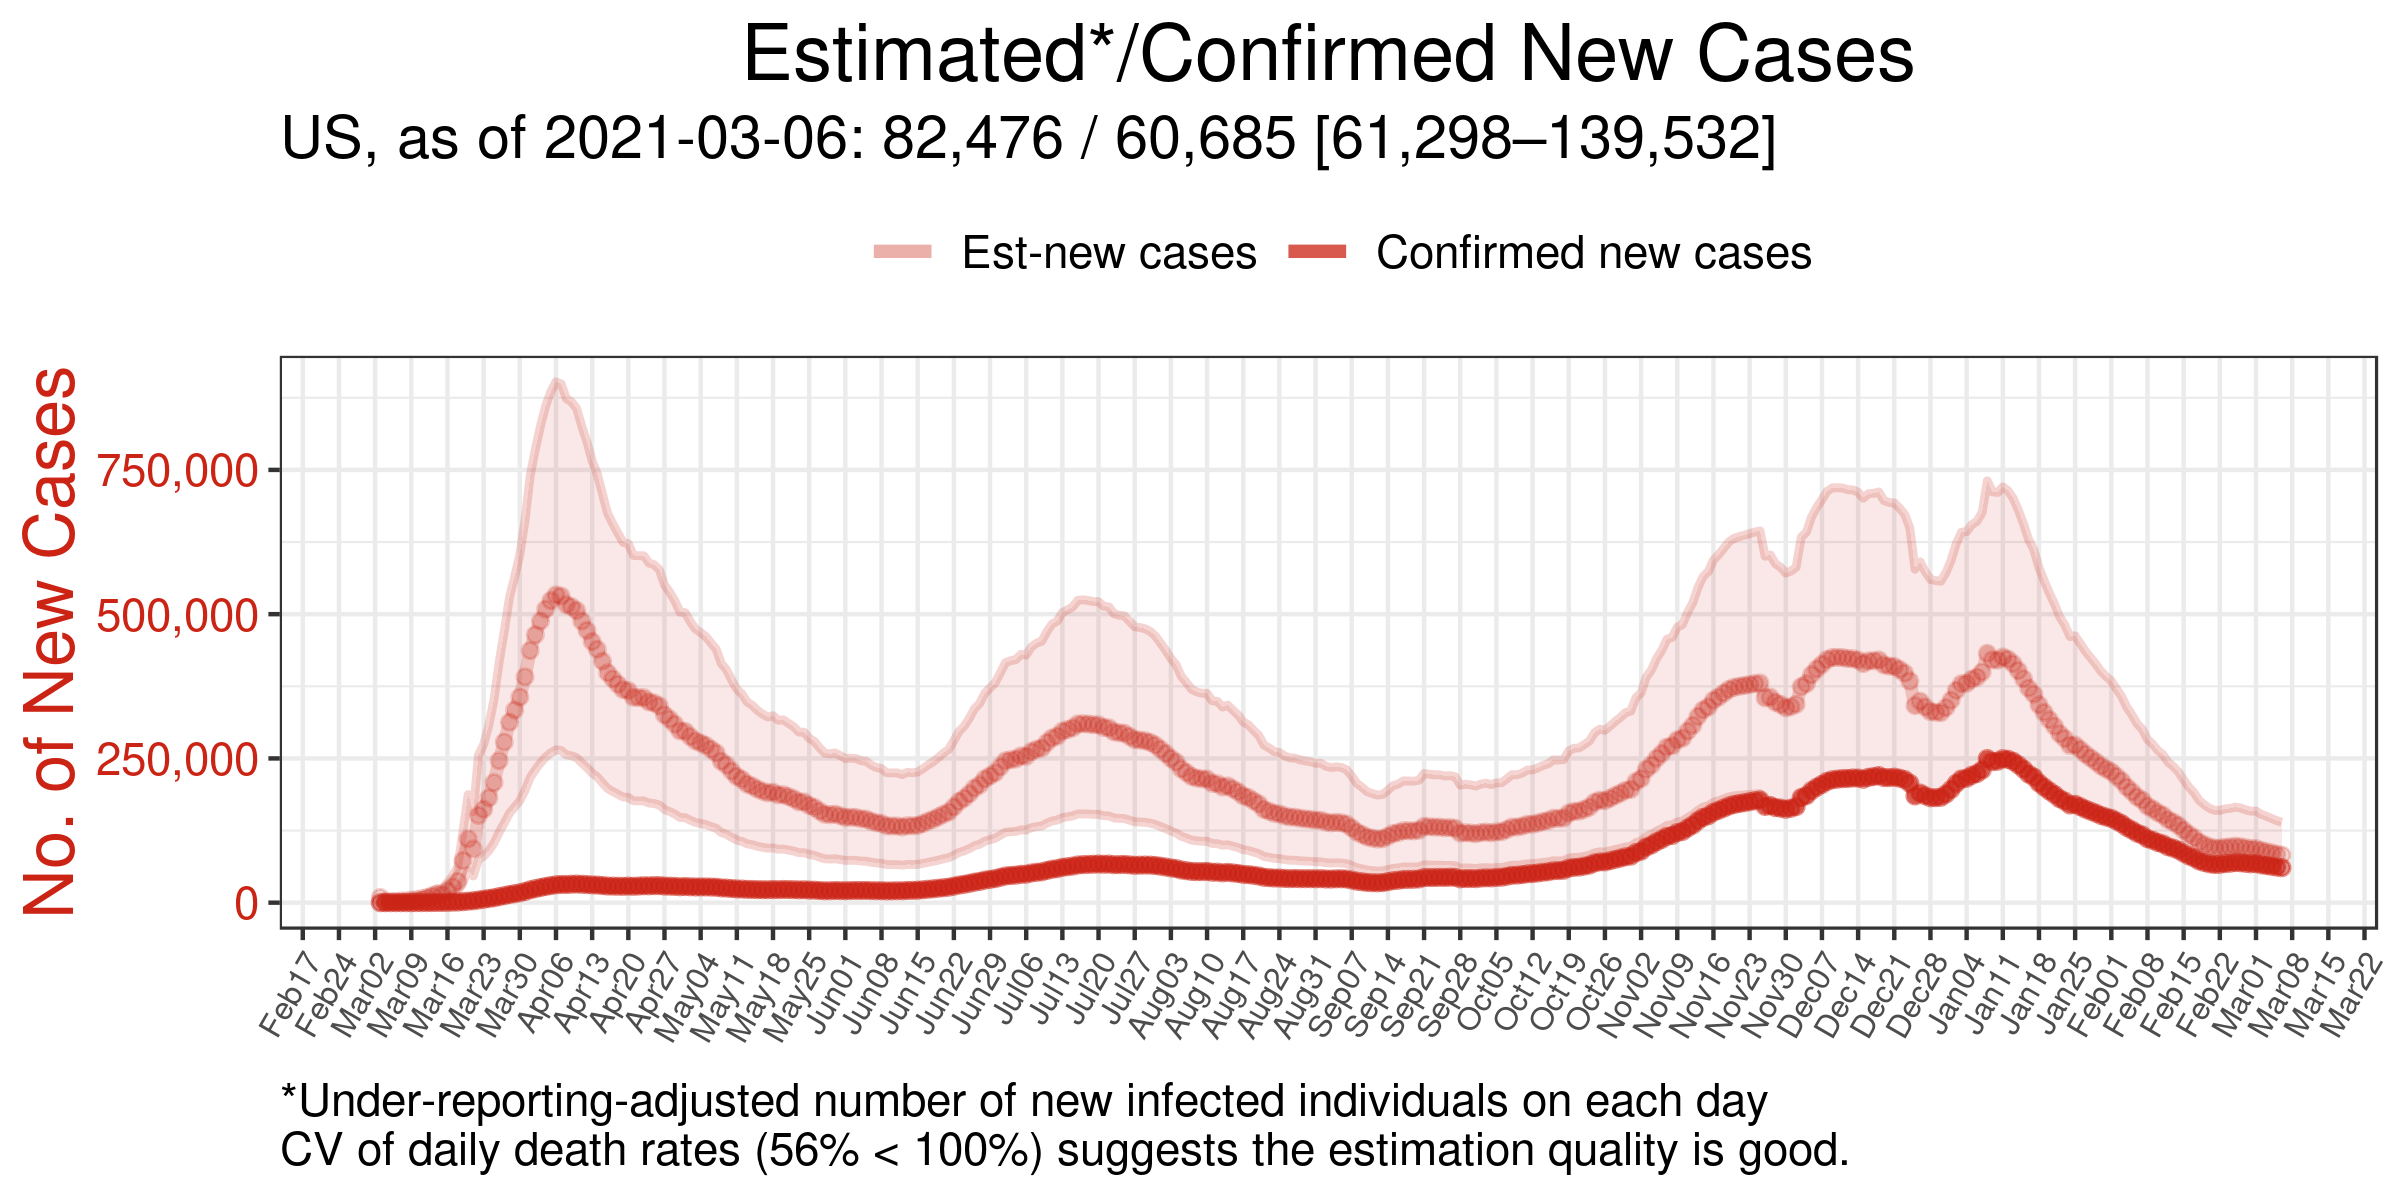 Estimated*/Confirmed New Cases
US, as of 2021-03-06: 82,476 / 60,685 [61,298–139,532]
Est-new cases
Confirmed new cases
No. of New Cases
750,000
500,000
250,000
0
Feb17
Feb24
Mar02
Mar09
Mar16
Mar23
Mar30
Apr06
Apr13
Apr20
Apr27
May04
May11
May18
May25
Jun01
Jun08
Jun15
Jun22
Jun29
Jul06
Jul13
Jul20
Jul27
Aug03
Aug10
Aug17
Aug24
Aug31
Sep07
Sep14
Sep21
Sep28
Oct05
Oct12
Oct19
Oct26
Nov02
Nov09
Nov16
Nov23
Nov30
Dec07
Dec14
Dec21
Dec28
Jan04
Jan11
Jan18
Jan25
Feb01
Feb08
Feb15
Feb22
Mar01
Mar08
Mar15
Mar22
*Under-reporting-adjusted number of new infected individuals on each day
CV of daily death rates (56% < 100%) suggests the estimation quality is good.